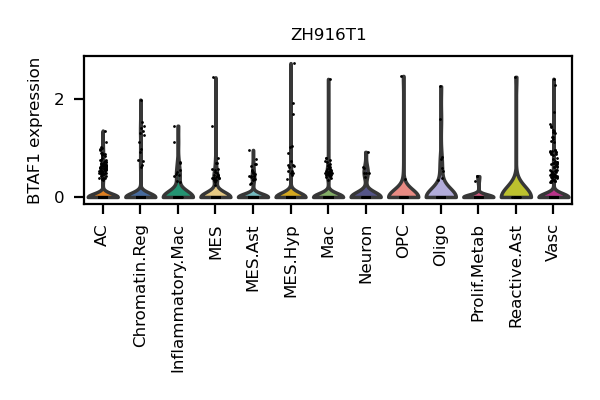 ZH916T1
BTAF1 expression
2
0
AC
Chromatin.Reg
Inflammatory.Mac
MES
MES.Ast
MES.Hyp
Mac
Neuron
OPC
Oligo
Prolif.Metab
Reactive.Ast
Vasc